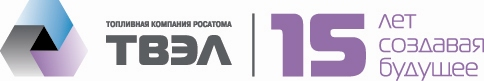 ТОПЛИВНАЯ КОМПАНИЯ РОСАТОМА
ТВЭЛ
15
лет
создавая
будущее